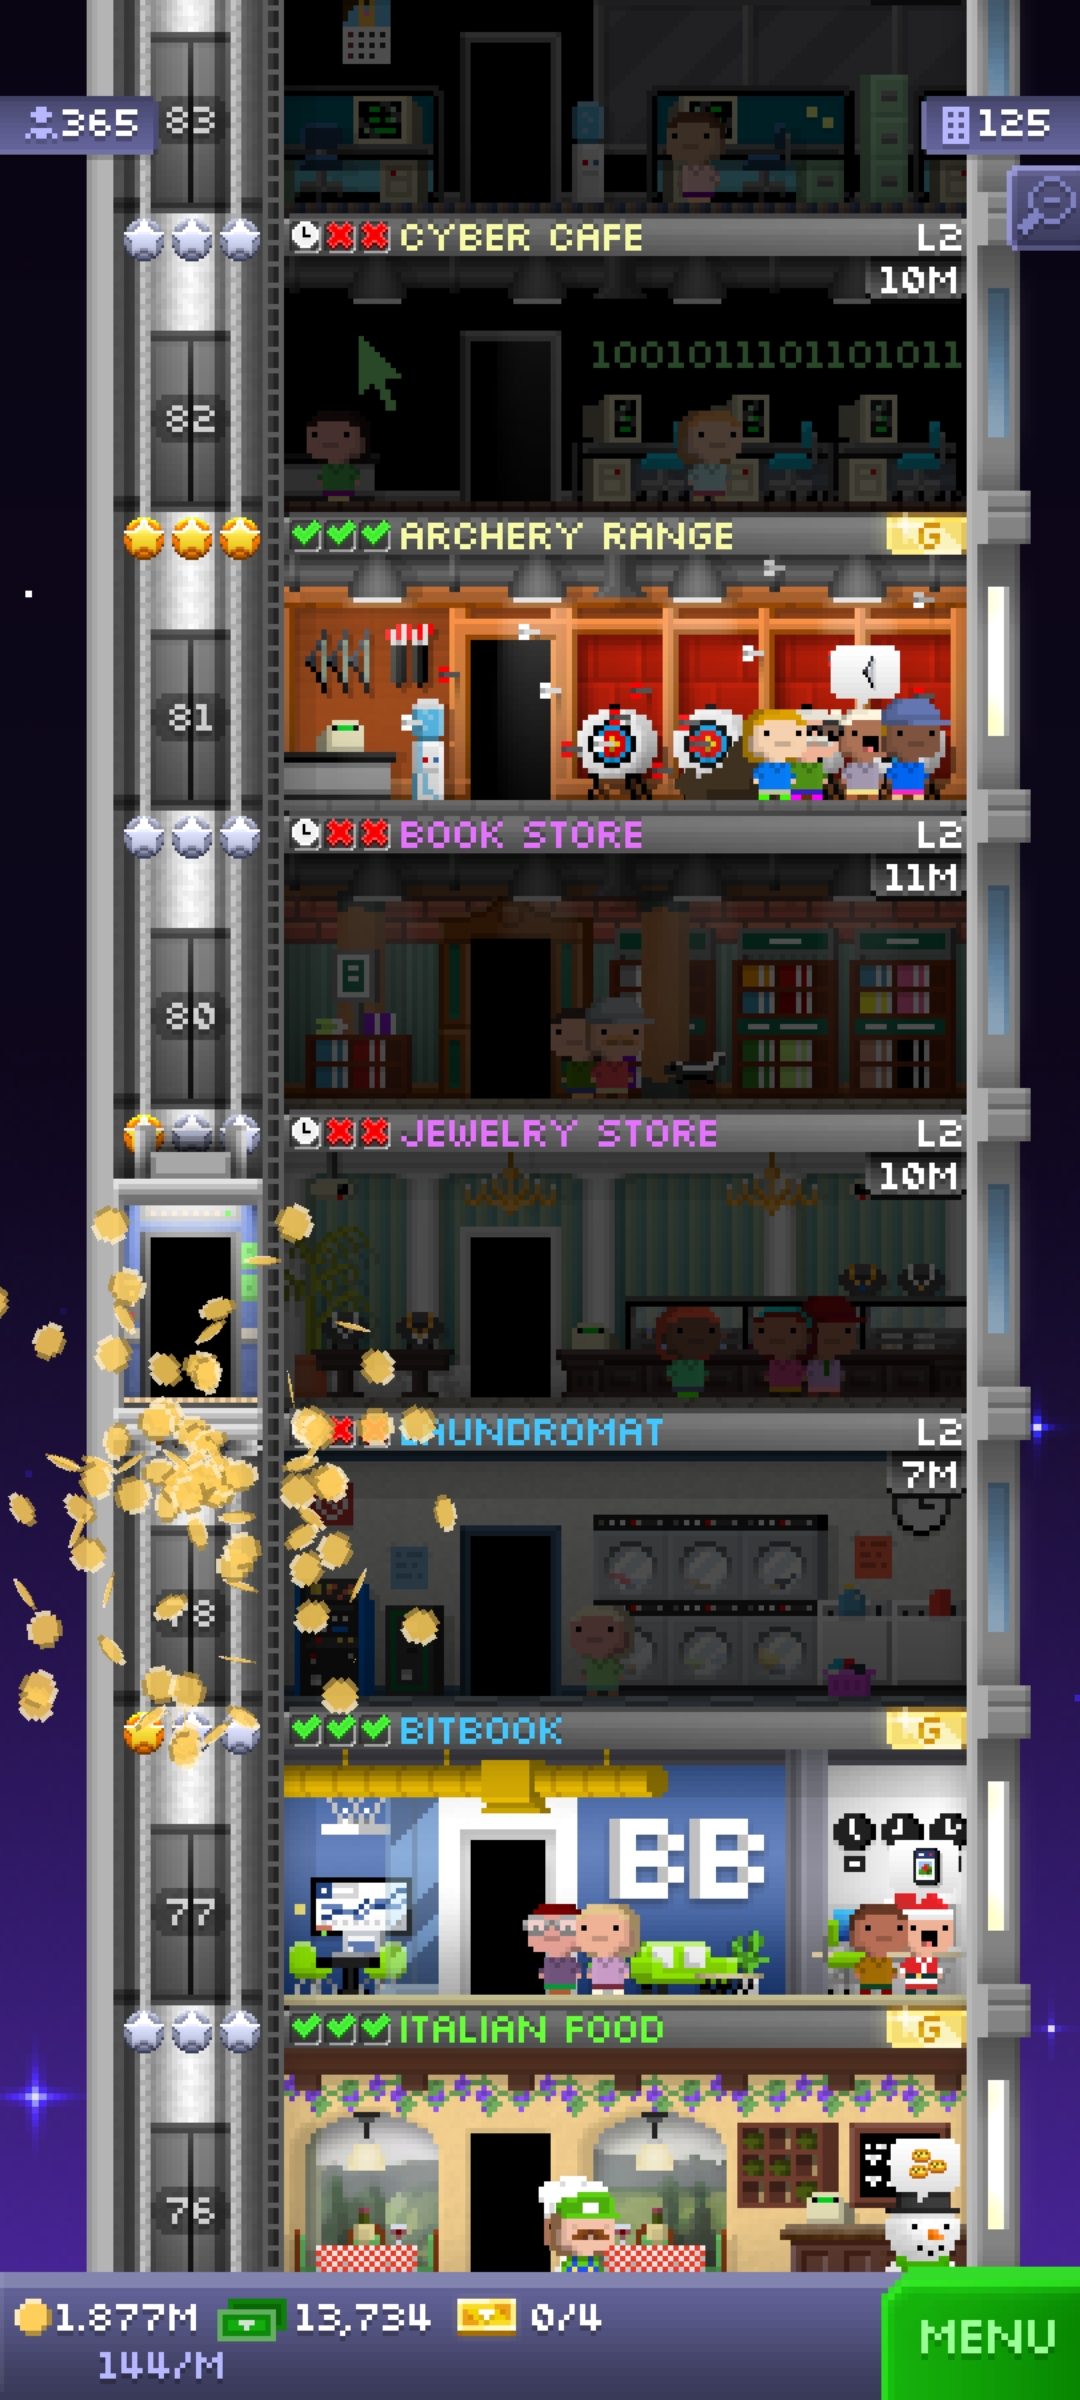 365
83
125
CYBER CAFE L2
10M
1001011101101011
82
ARCHERY RANGE G
81
BOOK STORE L2
11M
80
JEWELRY STORE L2
10M
LAUNDROMAT L2
7M
78
BITBOOK G
BB
77
ITALIAN FOOD G
76
1.877M 13,734 0/4
144/M
MENU